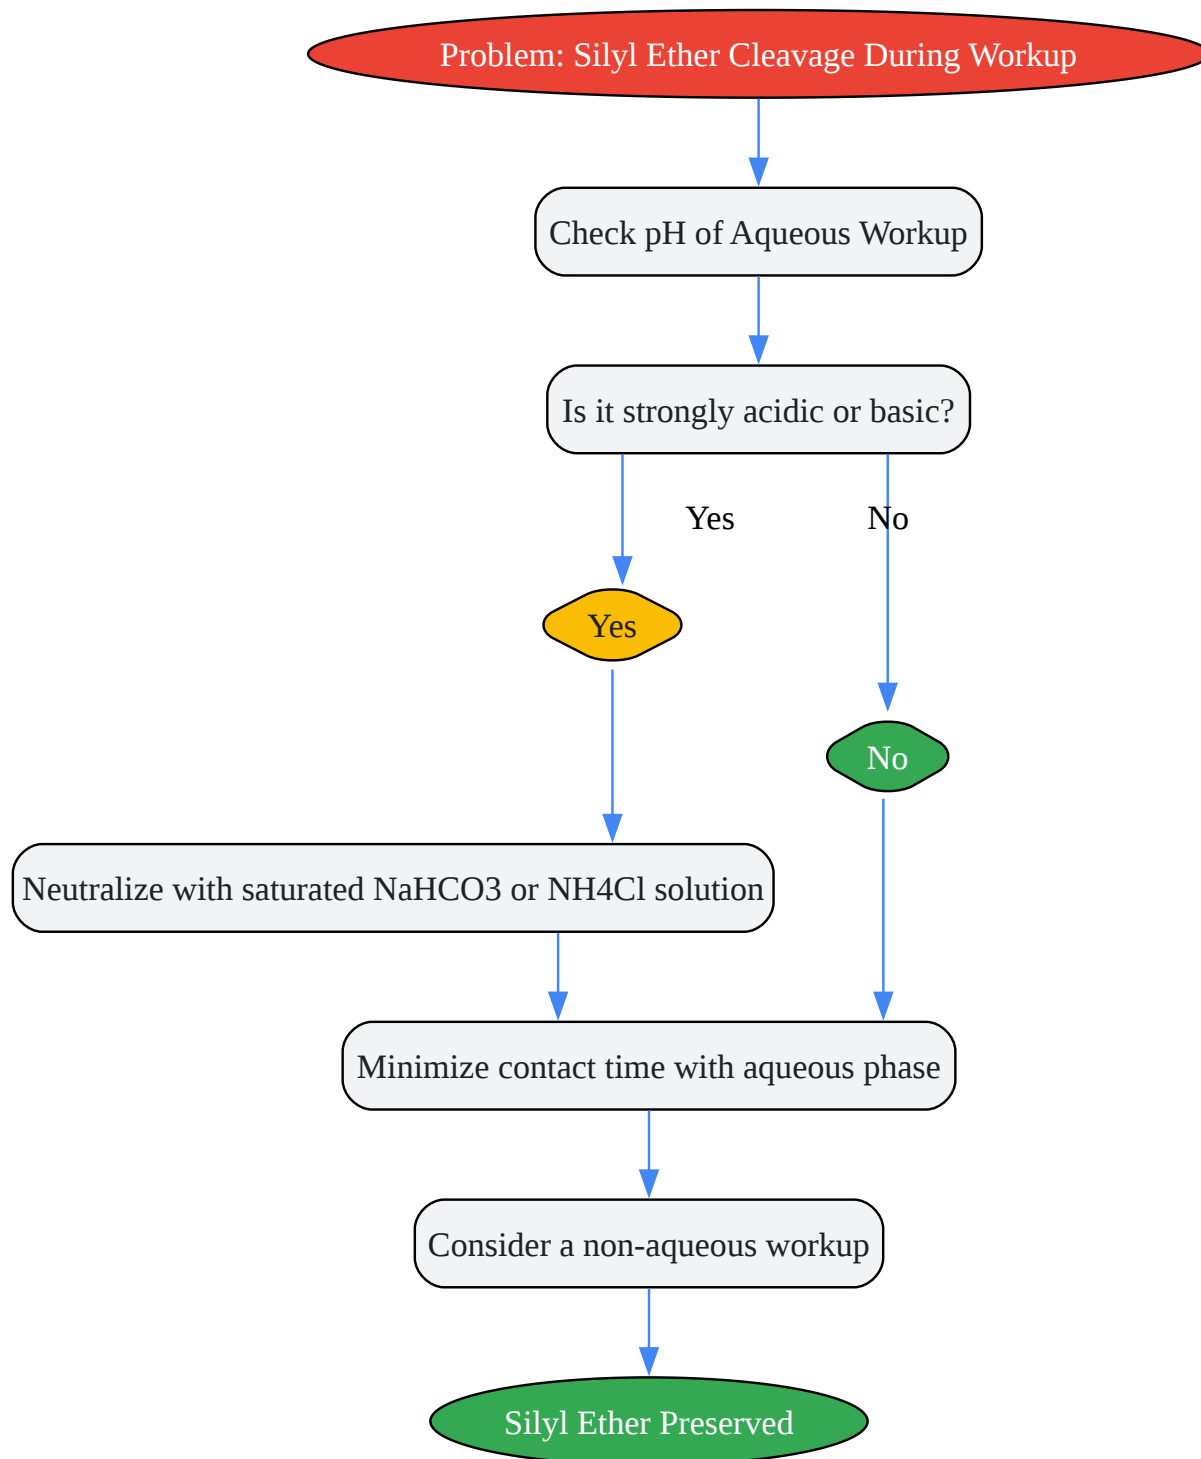 Problem: Silyl Ether Cleavage During Workup
Check pH of Aqueous Workup
Is it strongly acidic or basic?
Yes
No
Yes
No
Neutralize with saturated NaHCO3 or NH4Cl solution
Minimize contact time with aqueous phase
Consider a non-aqueous workup
Silyl Ether Preserved